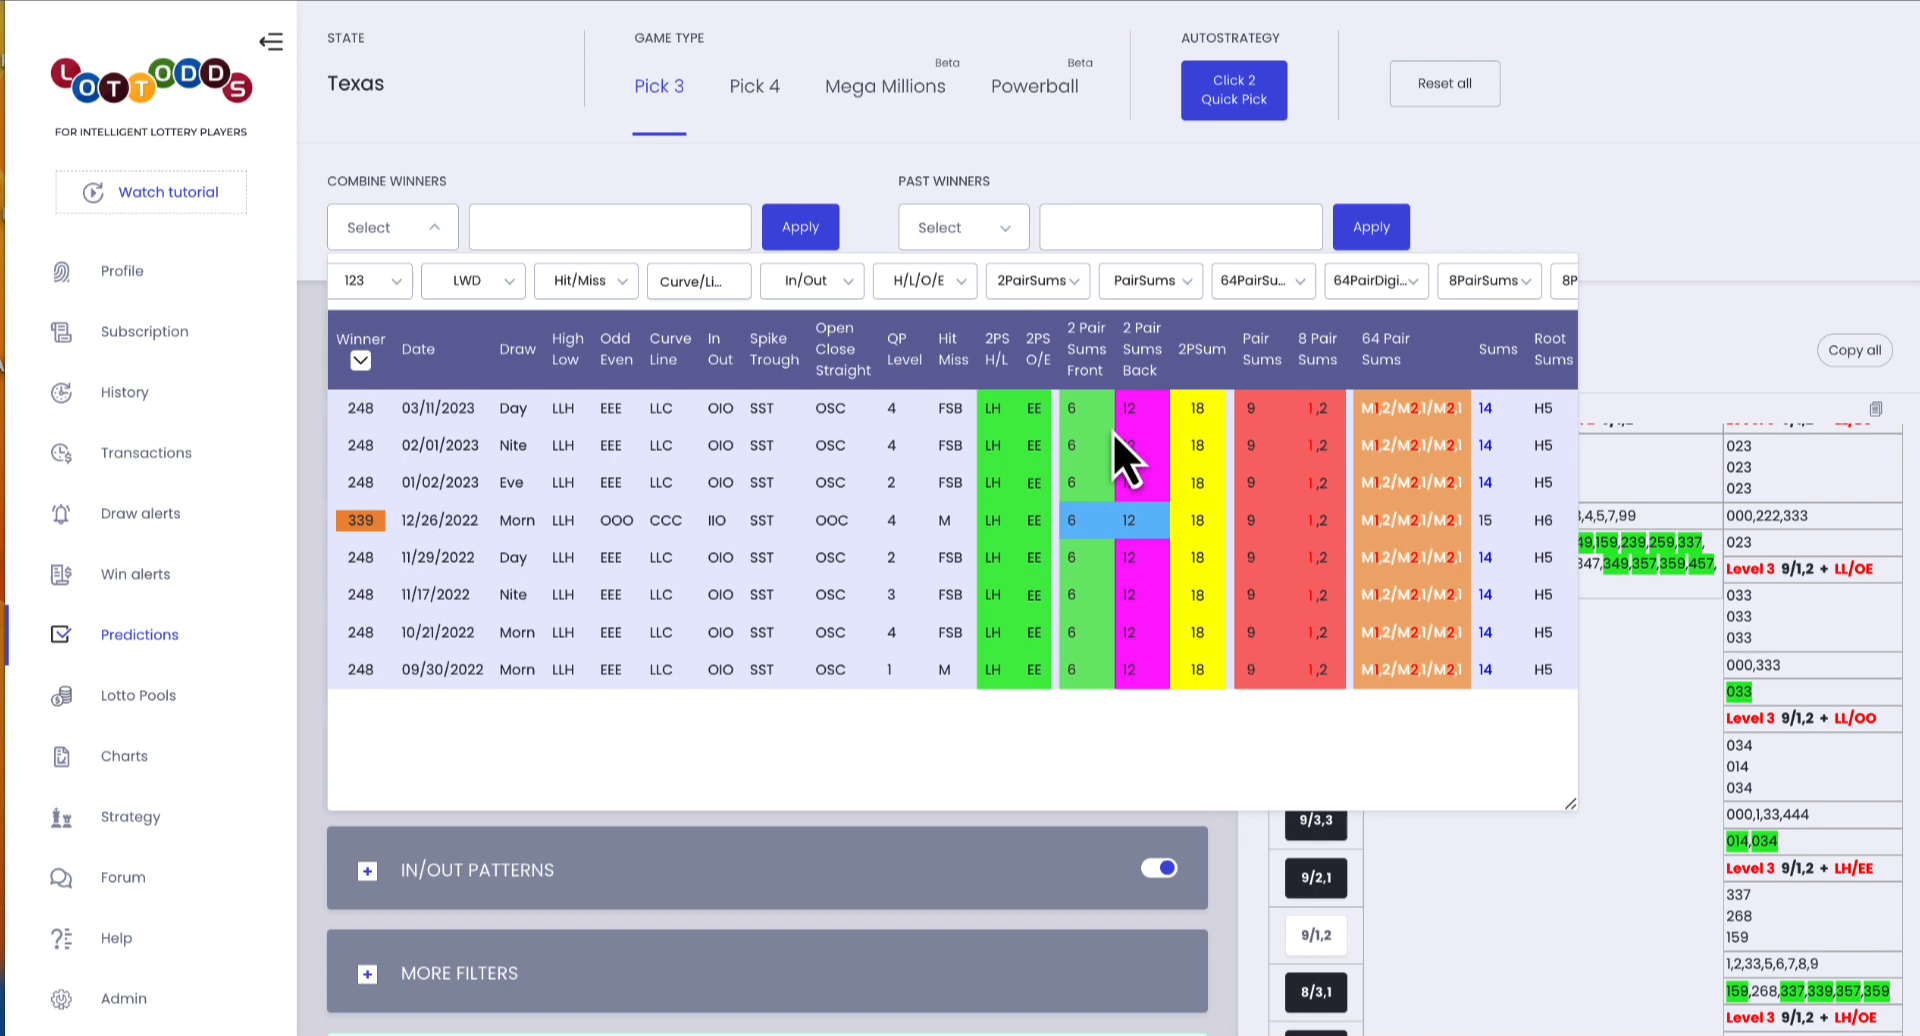 LOTTODDS
FOR INTELLIGENT LOTTERY PLAYERS
Watch tutorial
Profile
Subscription
History
Transactions
Draw alerts
Win alerts
Predictions
Lotto Pools
Charts
Strategy
Forum
Help
Admin
STATE
Texas
GAME TYPE
Pick 3
Pick 4
Beta
Mega Millions
Beta
Powerball
AUTOSTRATEGY
Click 2
Quick Pick
Reset all
COMBINE WINNERS
Select
Apply
PAST WINNERS
Select
Apply
123 LWD Hit/Miss Curve/Li... In/Out H/L/O/E 2PairSums PairSums 64PairSu... 64PairDigi... 8PairSums 8P
Winner Date Draw High Low Odd Even Curve Line In Out Spike Trough Open Close Straight QP Level Hit Miss 2PS H/L 2PS O/E 2 Pair Sums Front 2 Pair Sums Back 2PSum Pair Sums 8 Pair Sums 64 Pair Sums Sums Root Sums
248 03/11/2023 Day LLH EEE LLC OIO SST OSC 4 FSB LH EE 6 12 18 9 1,2 M1,2/M2,1/M2,1 14 H5
248 02/01/2023 Nite LLH EEE LLC OIO SST OSC 4 FSB LH EE 6 18 9 1,2 M1,2/M2,1/M2,1 14 H5
248 01/02/2023 Eve LLH EEE LLC OIO SST OSC 2 FSB LH EE 6 18 9 1,2 M1,2/M2,1/M2,1 14 H5
339 12/26/2022 Morn LLH OOO CCC IIO SST OOC 4 M LH EE 6 12 18 9 1,2 M1,2/M2,1/M2,1 15 H6
248 11/29/2022 Day LLH EEE LLC OIO SST OSC 2 FSB LH EE 6 12 18 9 1,2 M1,2/M2,1/M2,1 14 H5
248 11/17/2022 Nite LLH EEE LLC OIO SST OSC 3 FSB LH EE 6 12 18 9 1,2 M1,2/M2,1/M2,1 14 H5
248 10/21/2022 Morn LLH EEE LLC OIO SST OSC 4 FSB LH EE 6 12 18 9 1,2 M1,2/M2,1/M2,1 14 H5
248 09/30/2022 Morn LLH EEE LLC OIO SST OSC 1 M LH EE 6 12 18 9 1,2 M1,2/M2,1/M2,1 14 H5
IN/OUT PATTERNS
MORE FILTERS
9/3,3
9/2,1
9/1,2
8/3,1
Copy all
,4,5,7,99
49,159,239,259,337,
347,349,357,359,457,
023
023
023
000,222,333
023
Level 3 9/1,2 + LL/OE
033
033
033
000,333
033
Level 3 9/1,2 + LL/OO
034
014
034
000,1,33,444
014,034
Level 3 9/1,2 + LH/EE
337
268
159
1,2,33,5,6,7,8,9
159,268,337,339,357,359
Level 3 9/1,2 + LH/OE